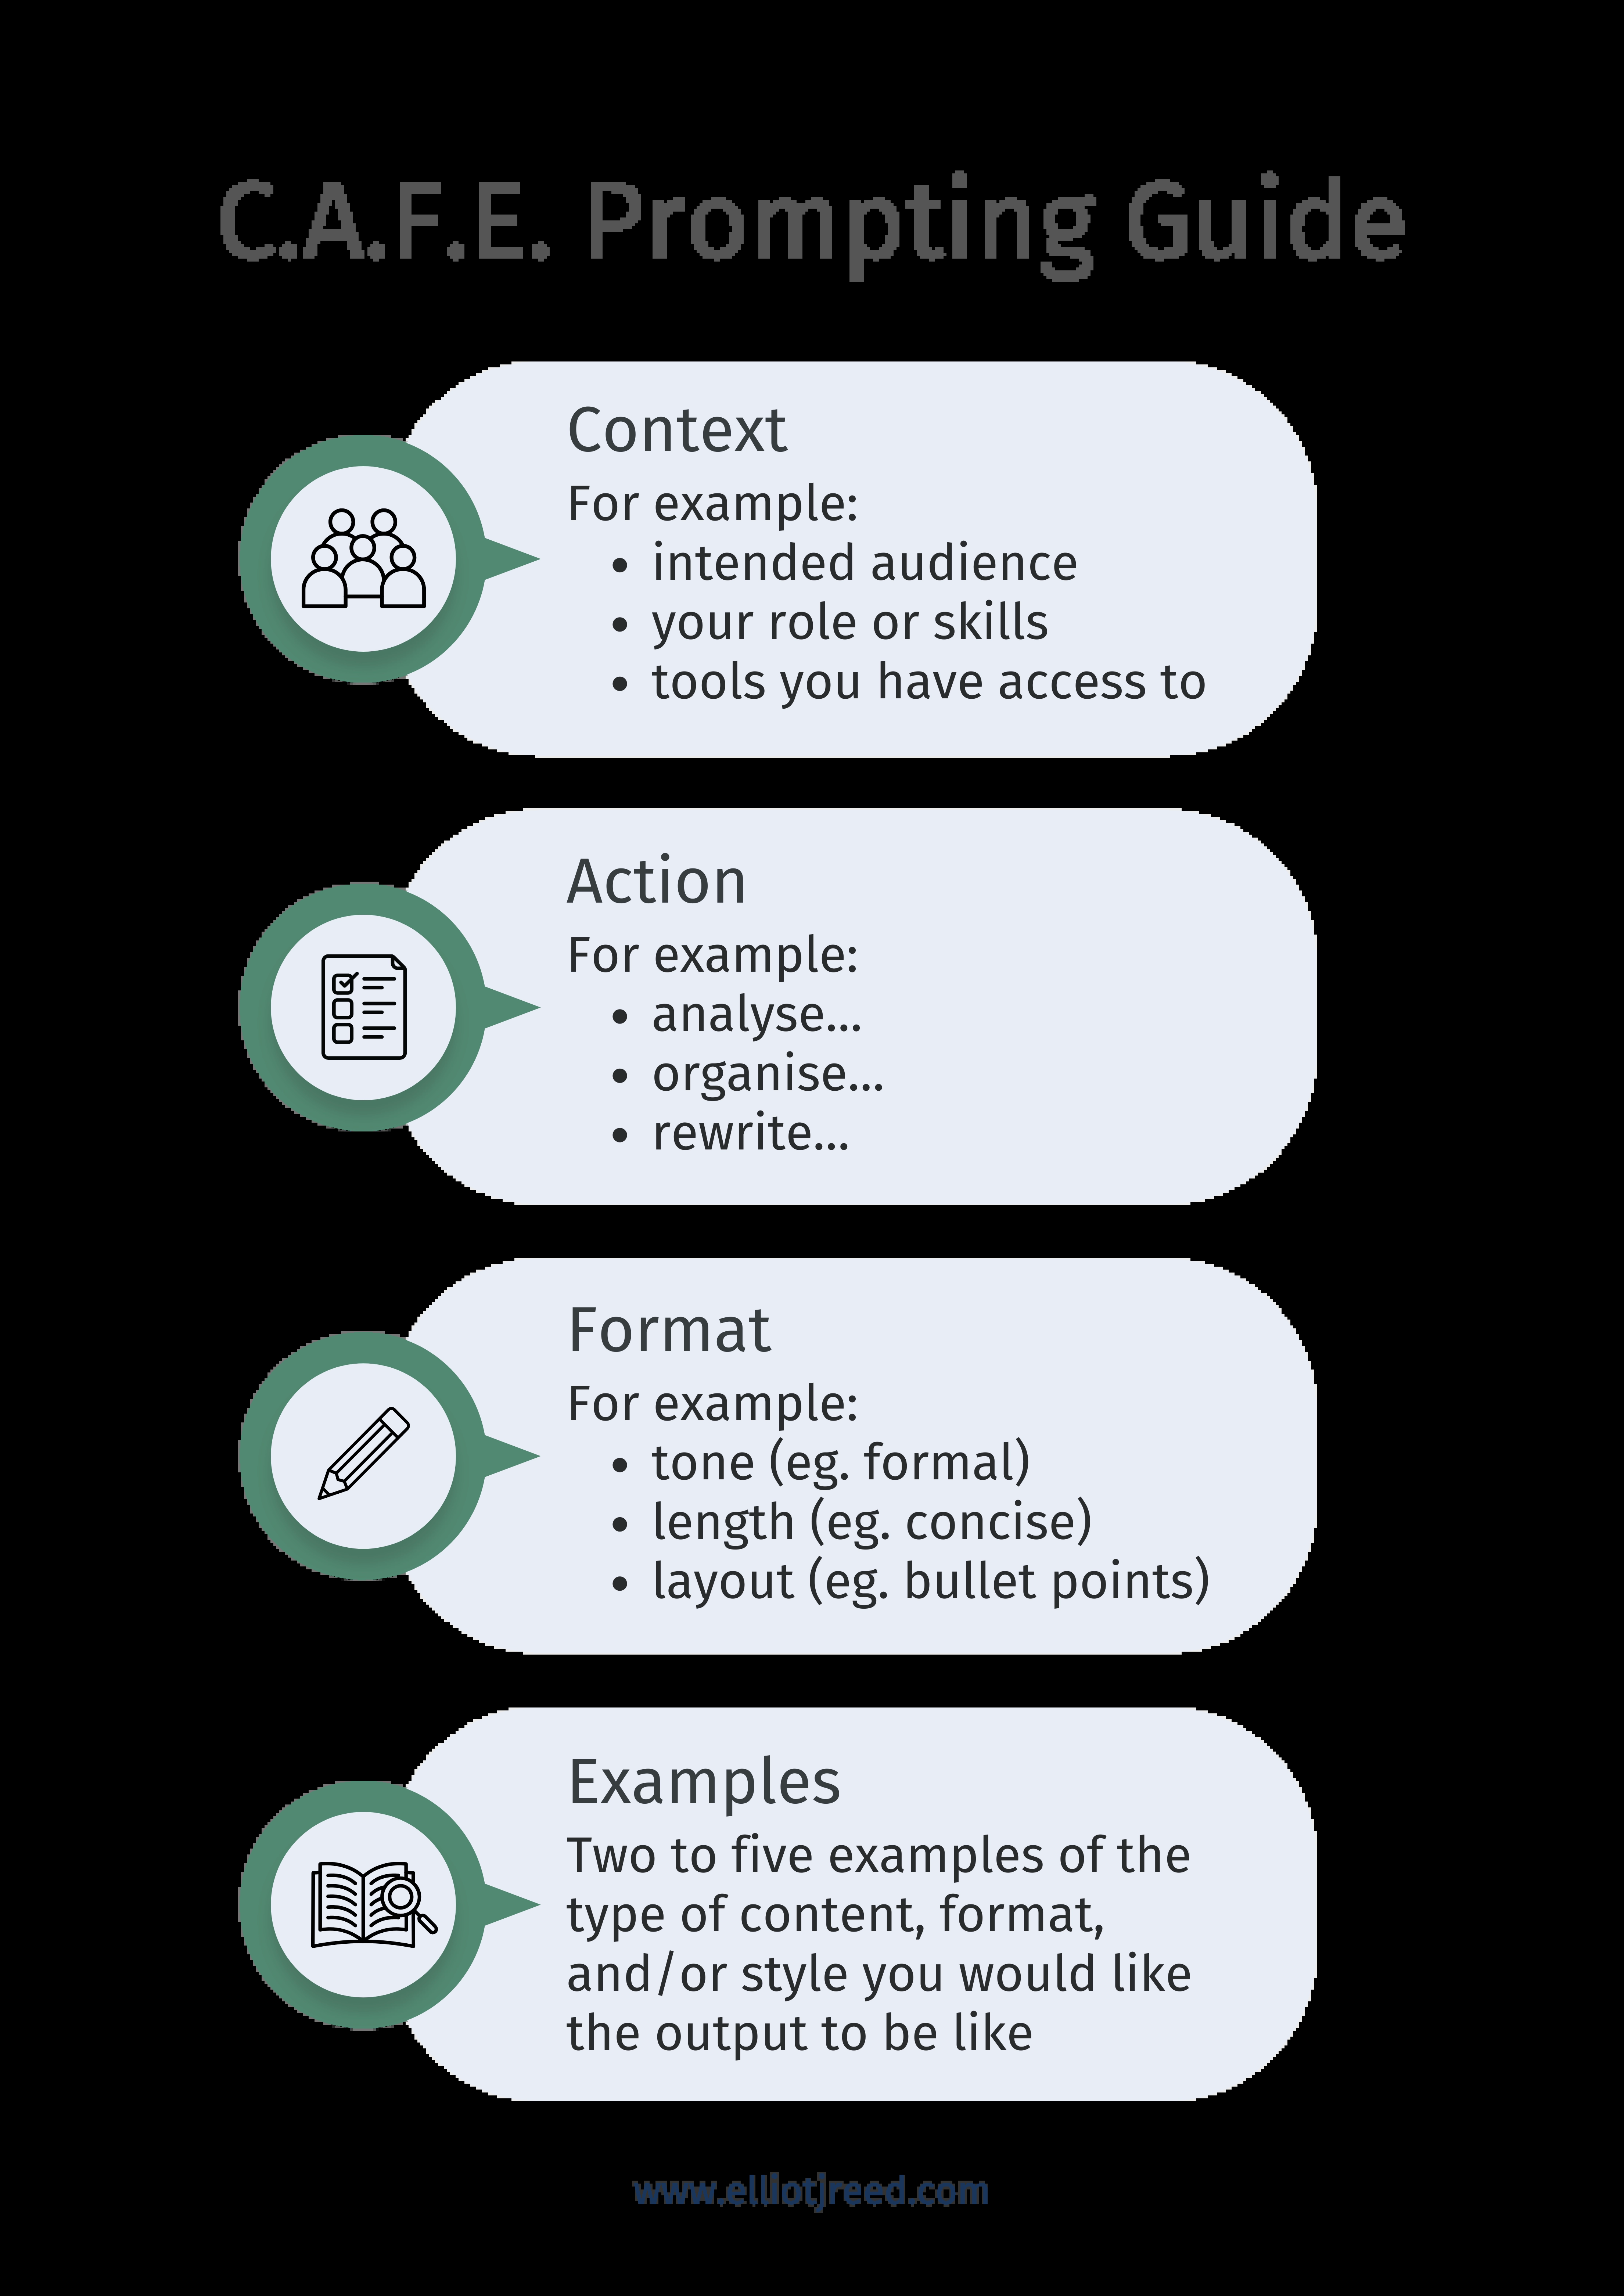 C.A.F.E. Prompting Guide
Context
For example:
• intended audience
• your role or skills
• tools you have access to
Action
For example:
• analyse...
• organise...
• rewrite...
Format
For example:
• tone (eg. formal)
• length (eg. concise)
• layout (eg. bullet points)
Examples
Two to five examples of the
type of content, format,
and/or style you would like
the output to be like
www.elliotjreed.com